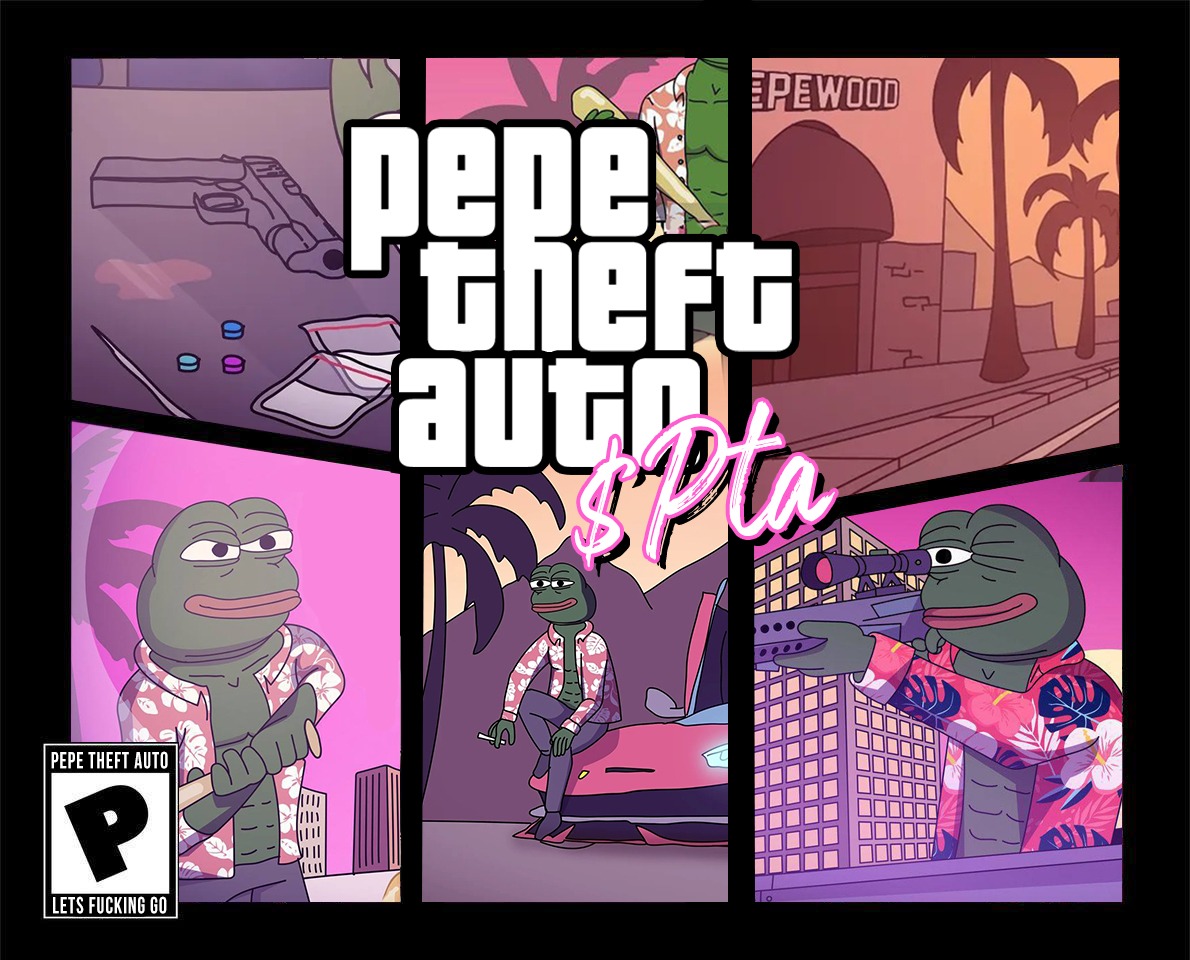 EPEWOOD
pepe
theft
auto
$Pta
PEPE THEFT AUTO
P
LETS FUCKING GO